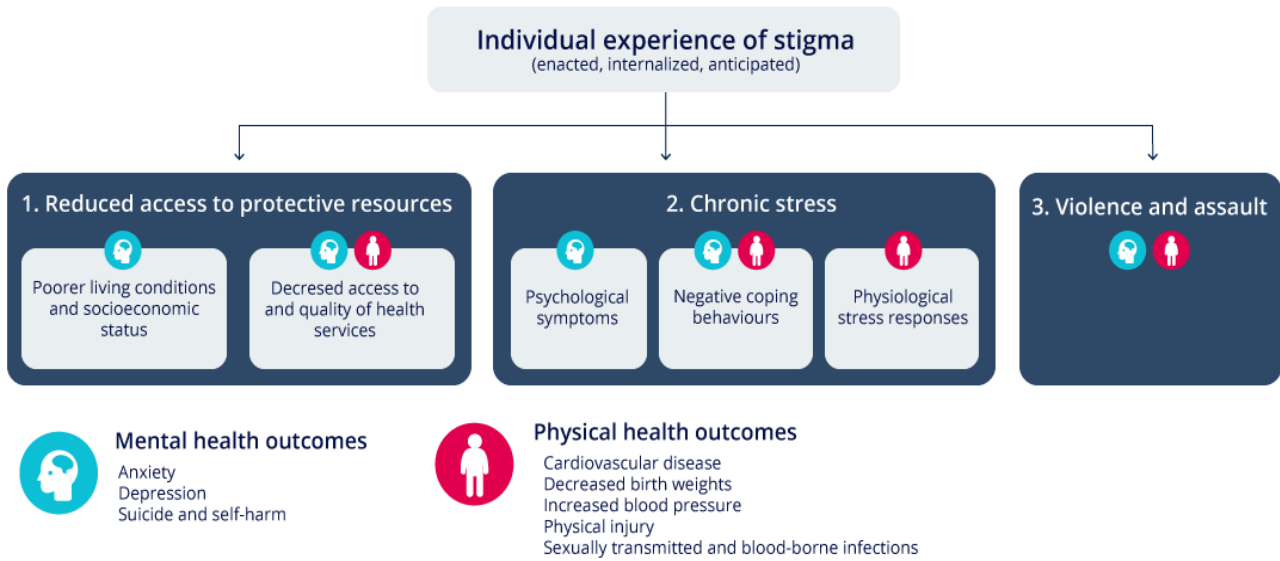 Individual experience of stigma
(enacted, internalized, anticipated)
1. Reduced access to protective resources
Poorer living conditions
and socioeconomic
status
Decresed access to
and quality of health
services
2. Chronic stress
Psychological
symptoms
Negative coping
behaviours
Physiological
stress responses
3. Violence and assault
Mental health outcomes
Anxiety
Depression
Suicide and self-harm
Physical health outcomes
Cardiovascular disease
Decreased birth weights
Increased blood pressure
Physical injury
Sexually transmitted and blood-borne infections